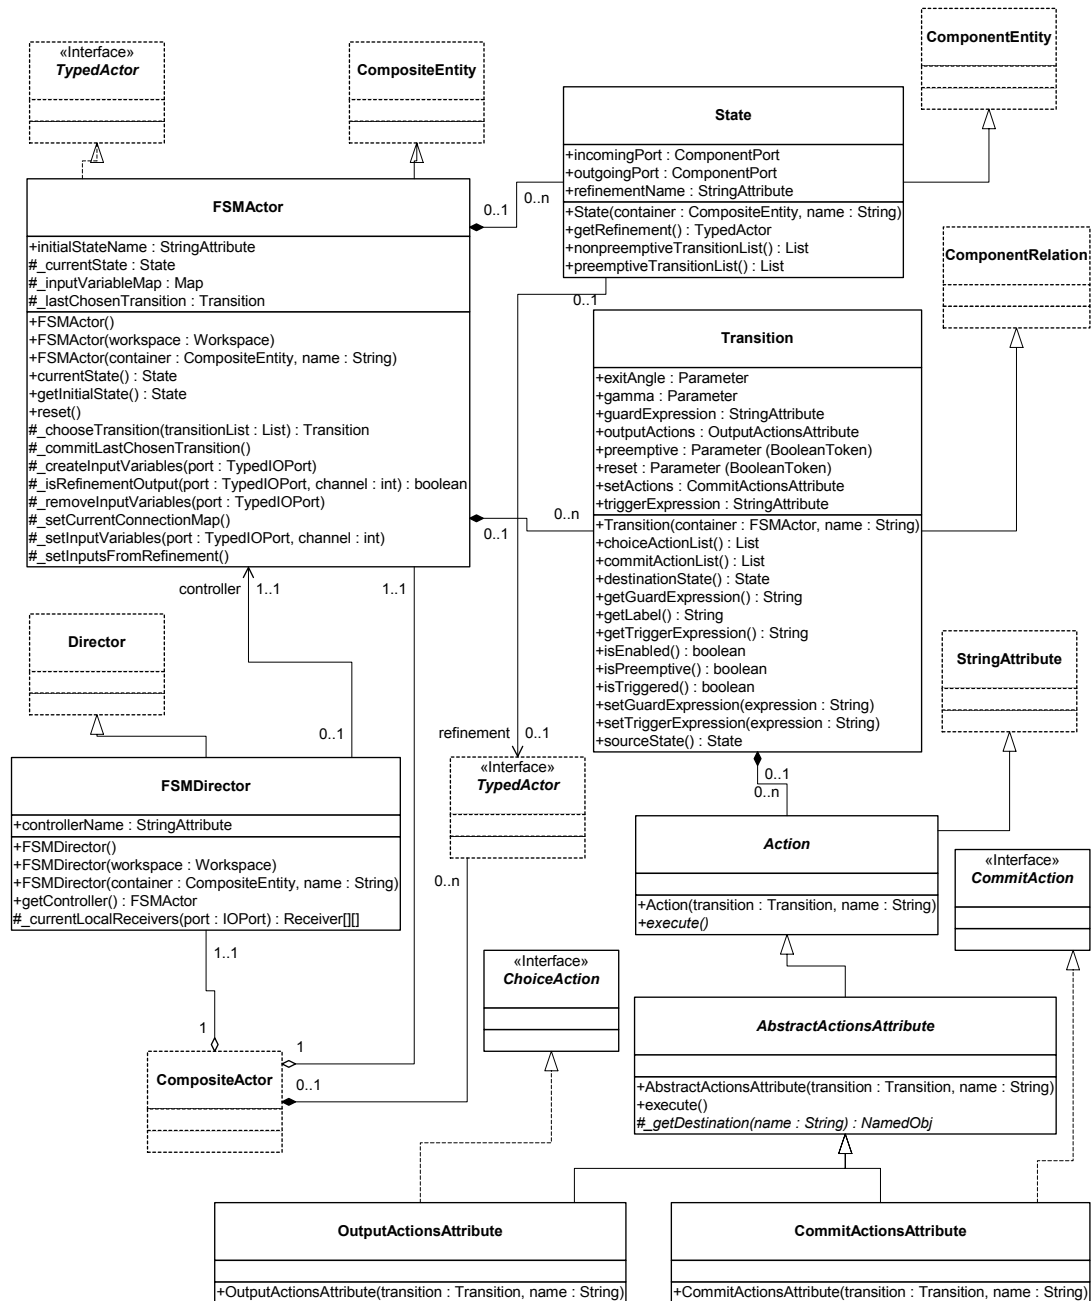 «Interface»
TypedActor
CompositeEntity
ComponentEntity
State
+incomingPort : ComponentPort
+outgoingPort : ComponentPort
+refinementName : StringAttribute
+State(container : CompositeEntity, name : String)
+getRefinement() : TypedActor
+nonpreemptiveTransitionList() : List
+preemptiveTransitionList() : List
0..1
0..n
0..1
FSMActor
+initialStateName : StringAttribute
#_currentState : State
#_inputVariableMap : Map
#_lastChosenTransition : Transition
+FSMActor()
+FSMActor(workspace : Workspace)
+FSMActor(container : CompositeEntity, name : String)
+currentState() : State
+getInitialState() : State
+reset()
#_chooseTransition(transitionList : List) : Transition
#_commitLastChosenTransition()
#_createInputVariables(port : TypedIOPort)
#_isRefinementOutput(port : TypedIOPort, channel : int) : boolean
#_removeInputVariables(port : TypedIOPort)
#_setCurrentConnectionMap()
#_setInputVariables(port : TypedIOPort, channel : int)
#_setInputsFromRefinement()
ComponentRelation
Transition
+exitAngle : Parameter
+gamma : Parameter
+guardExpression : StringAttribute
+outputActions : OutputActionsAttribute
+preemptive : Parameter (BooleanToken)
+reset : Parameter (BooleanToken)
+setActions : CommitActionsAttribute
+triggerExpression : StringAttribute
+Transition(container : FSMActor, name : String)
+choiceActionList() : List
+commitActionList() : List
+destinationState() : State
+getGuardExpression() : String
+getLabel() : String
+getTriggerExpression() : String
+isEnabled() : boolean
+isPreemptive() : boolean
+isTriggered() : boolean
+setGuardExpression(expression : String)
+setTriggerExpression(expression : String)
+sourceState() : State
0..n
0..1
controller
1..1
1..1
Director
StringAttribute
0..1
refinement
0..1
«Interface»
TypedActor
0..1
0..n
FSMDirector
+controllerName : StringAttribute
+FSMDirector()
+FSMDirector(workspace : Workspace)
+FSMDirector(container : CompositeEntity, name : String)
+getController() : FSMActor
#_currentLocalReceivers(port : IOPort) : Receiver[][]
0..n
Action
+Action(transition : Transition, name : String)
+execute()
«Interface»
CommitAction
1..1
«Interface»
ChoiceAction
1
1
0..1
CompositeActor
AbstractActionsAttribute
+AbstractActionsAttribute(transition : Transition, name : String)
+execute()
#_getDestination(name : String) : NamedObj
OutputActionsAttribute
+OutputActionsAttribute(transition : Transition, name : String)
CommitActionsAttribute
+CommitActionsAttribute(transition : Transition, name : String)